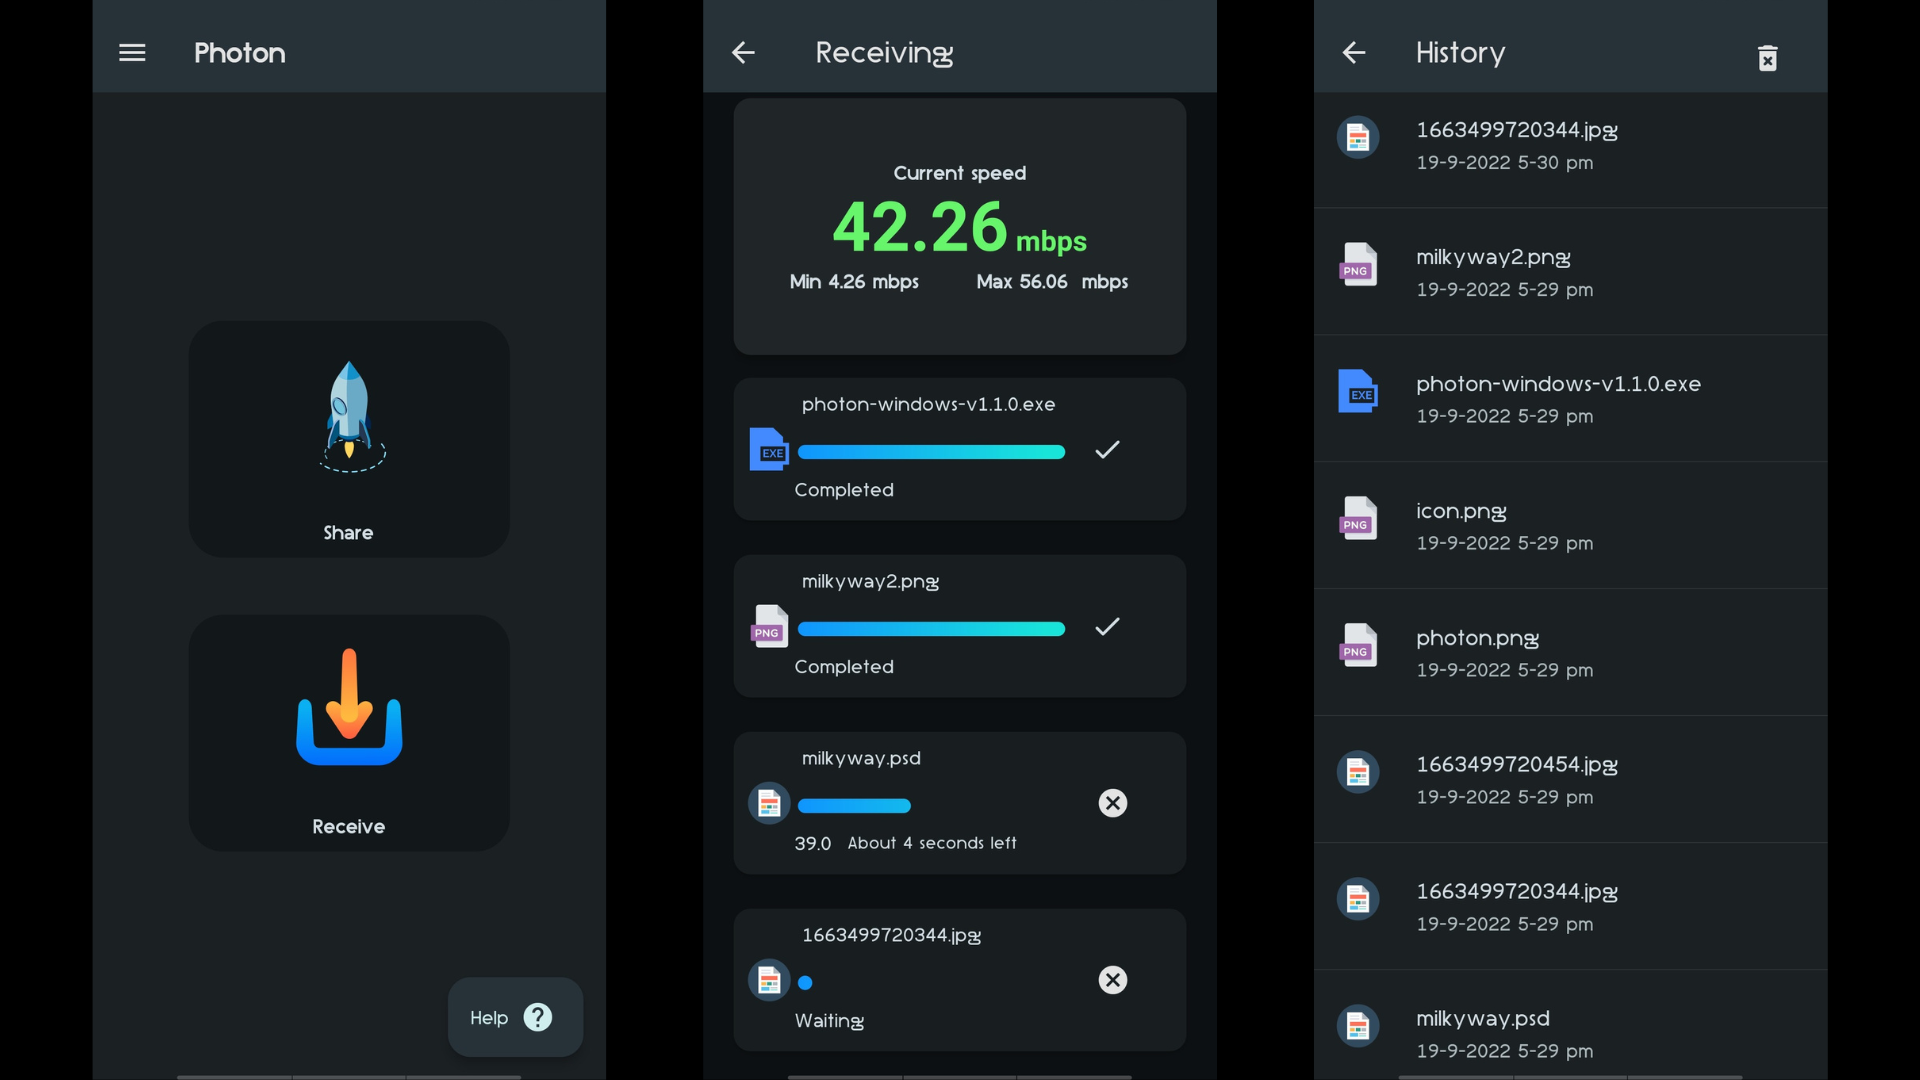 Photon
Share
Receive
Help
Receiving
Current speed
42.26 mbps
Min 4.26 mbps Max 56.06 mbps
photon-windows-v1.1.0.exe
EXE
Completed
milkyway2.png
PNG
Completed
milkyway.psd
39.0 About 4 seconds left
1663499720344.jpg
Waiting
History
1663499720344.jpg
19-9-2022 5-30 pm
milkyway2.png
PNG
19-9-2022 5-29 pm
photon-windows-v1.1.0.exe
EXE
19-9-2022 5-29 pm
icon.png
PNG
19-9-2022 5-29 pm
photon.png
PNG
19-9-2022 5-29 pm
1663499720454.jpg
19-9-2022 5-29 pm
1663499720344.jpg
19-9-2022 5-29 pm
milkyway.psd
19-9-2022 5-29 pm